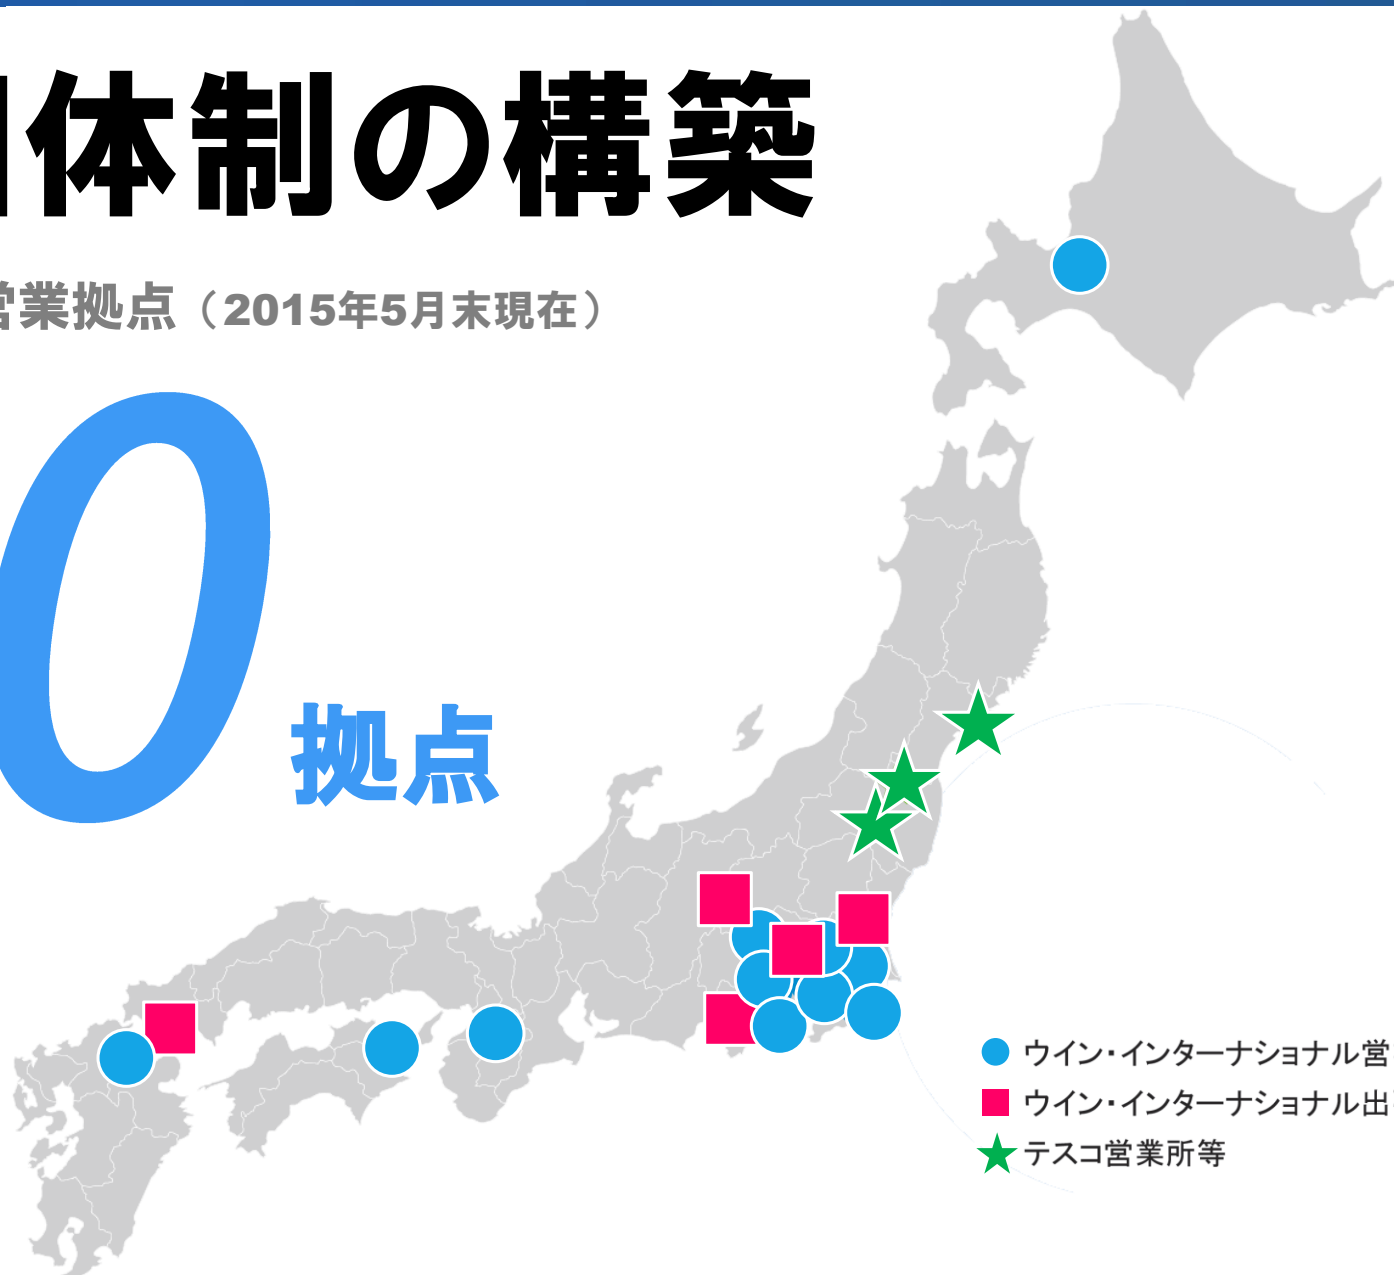 体制の構築
営業拠点（2015年5月末現在）
0拠点
ウイン・インターナショナル営
ウイン・インターナショナル出
テスコ営業所等